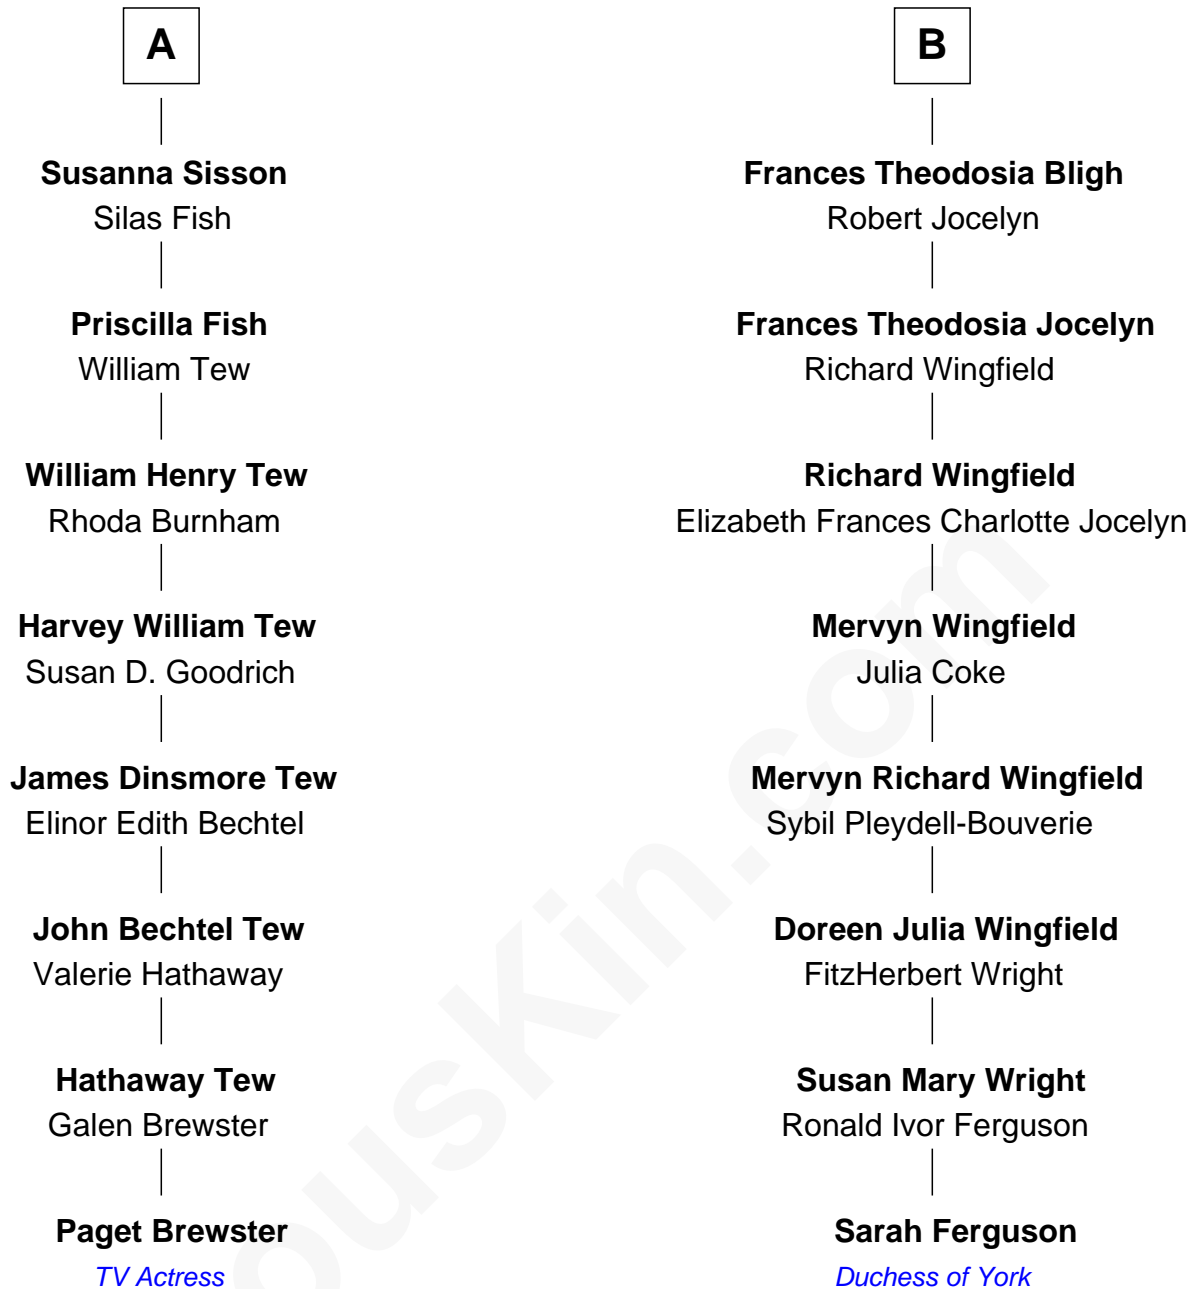 A
B
Susanna Sisson
Silas Fish
Frances Theodosia Bligh
Robert Jocelyn
Priscilla Fish
William Tew
Frances Theodosia Jocelyn
Richard Wingfield
William Henry Tew
Rhoda Burnham
Richard Wingfield
Elizabeth Frances Charlotte Jocelyn
Harvey William Tew
Susan D. Goodrich
Mervyn Wingfield
Julia Coke
James Dinsmore Tew
Elinor Edith Bechtel
Mervyn Richard Wingfield
Sybil Pleydell-Bouverie
John Bechtel Tew
Valerie Hathaway
Doreen Julia Wingfield
FitzHerbert Wright
Hathaway Tew
Galen Brewster
Susan Mary Wright
Ronald Ivor Ferguson
Paget Brewster
TV Actress
Sarah Ferguson
Duchess of York
ousKin.com